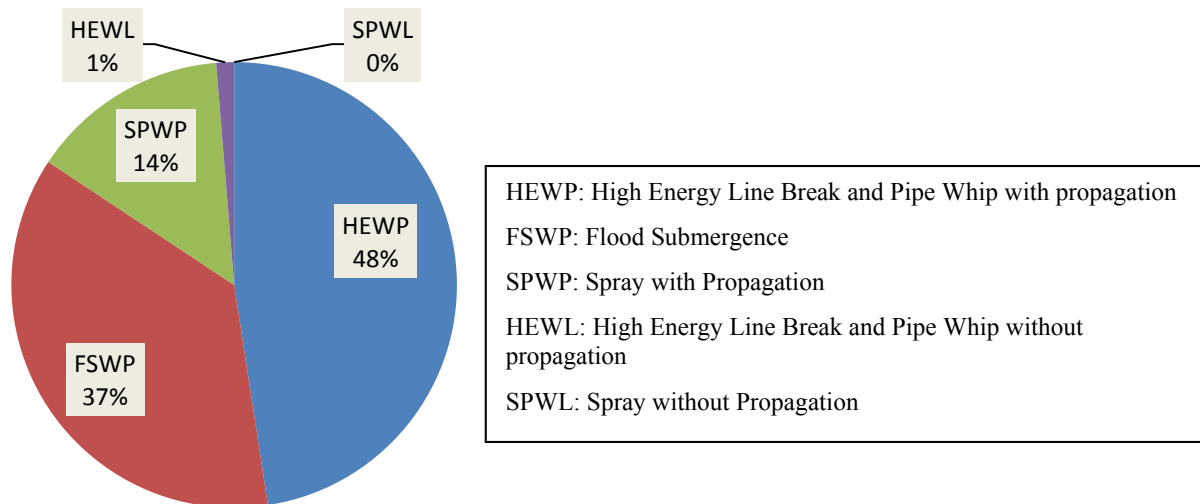 HEWL
1%
SPWL
0%
SPWP
14%
HEWP
48%
FSWP
37%
HEWP: High Energy Line Break and Pipe Whip with propagation
FSWP: Flood Submergence
SPWP: Spray with Propagation
HEWL: High Energy Line Break and Pipe Whip without
propagation
SPWL: Spray without Propagation